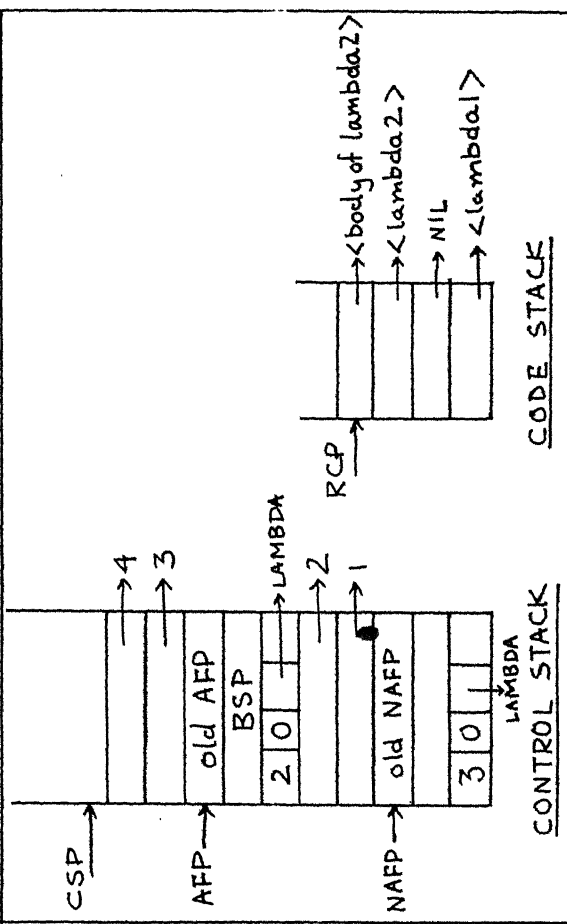 CSP
4
3
AFP
old AFP
BSP
2 0
LAMBDA
2
1
NAFP
old NAFP
3 0
LAMBDA
CONTROL STACK
RCP
<body of lambda2>
<lambda2>
NIL
<lambda1>
CODE STACK